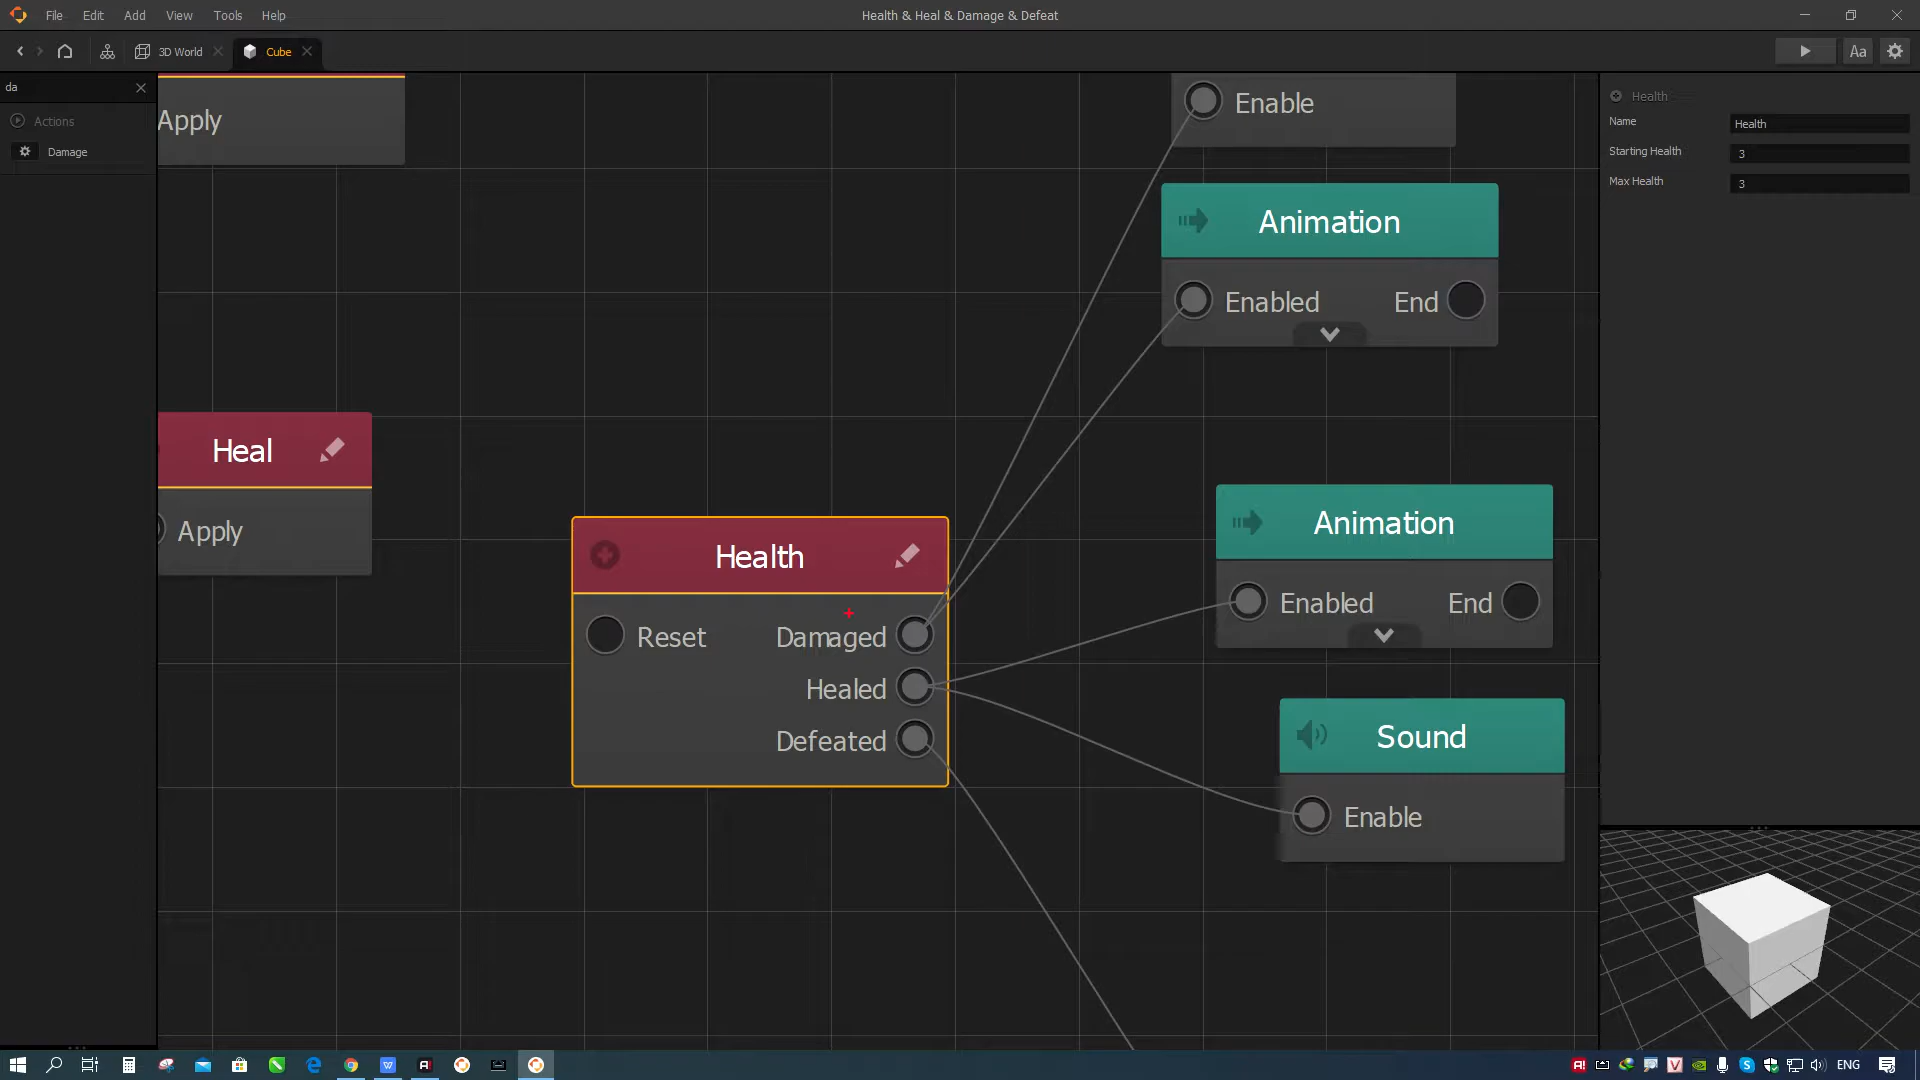 File Edit View Add View Tools Help
Health & Heal & Damage & Defeat
3D World
Cube
Aa
da
Actions
Damage
Apply
Heal
Apply
Health
Reset
Damaged
Healed
Defeated
Enable
Animation
Enabled End
Animation
Enabled End
Sound
Enable
Health
Name Health
Starting Health 3
Max Health 3
ENG